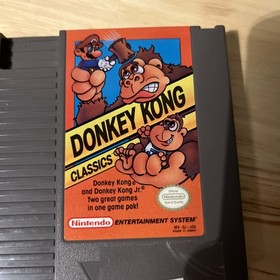 DONKEY KONG
CLASSICS
Donkey Kong®
and Donkey Kong Jr.®
Two great games
in one game pak!
Nintendo ENTERTAINMENT SYSTEM®